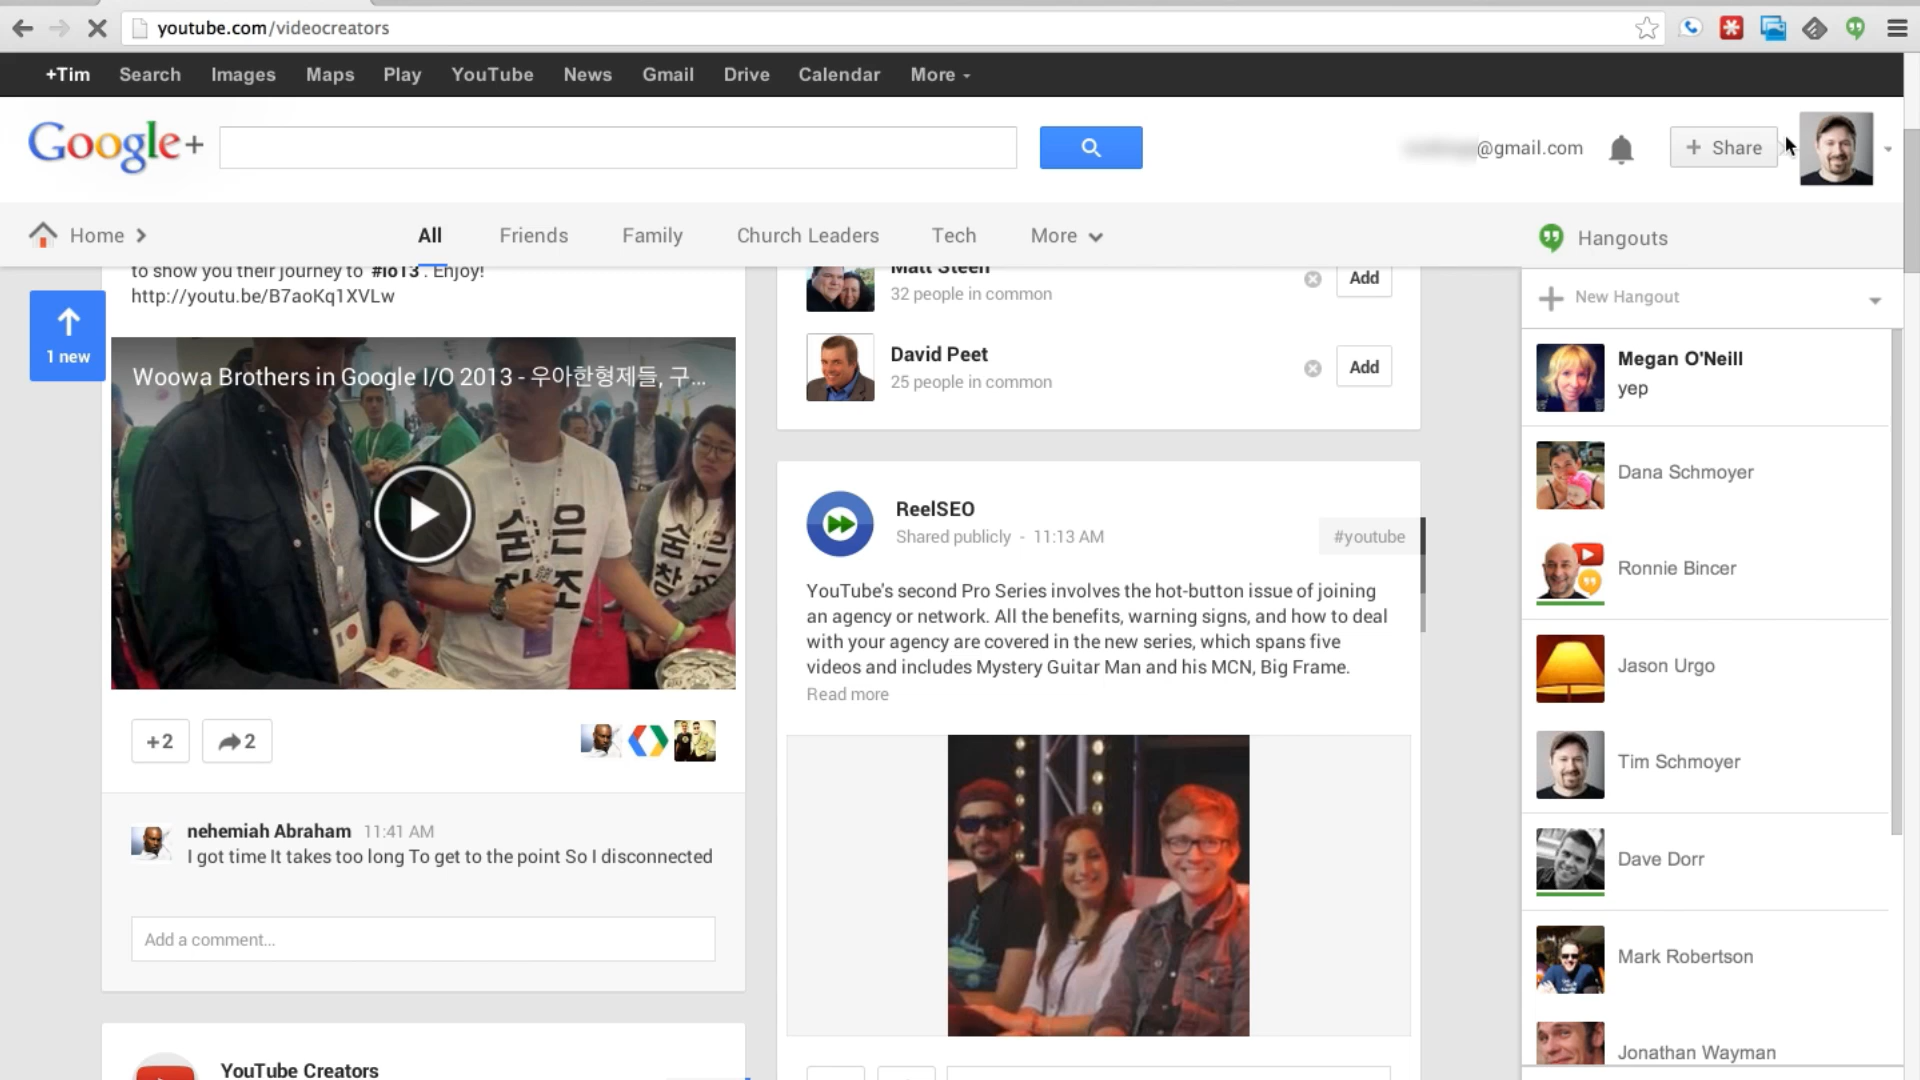 youtube.com/videocreators
+Tim Search Images Maps Play YouTube News Gmail Drive Calendar More
Google+
@gmail.com
+ Share
Home
All Friends Family Church Leaders Tech More
Hangouts
to show you their journey to #io13 . Enjoy!
http://youtu.be/B7aoKq1XVLw
1 new
Woowa Brothers in Google I/O 2013 - 우아한형제들, 구...
숨은
참조
+2
2
nehemiah Abraham 11:41 AM
I got time It takes too long To get to the point So I disconnected
Add a comment...
YouTube Creators
Matt Steen
32 people in common
Add
David Peet
25 people in common
Add
ReelSEO
Shared publicly - 11:13 AM
#youtube
YouTube's second Pro Series involves the hot-button issue of joining
an agency or network. All the benefits, warning signs, and how to deal
with your agency are covered in the new series, which spans five
videos and includes Mystery Guitar Man and his MCN, Big Frame.
Read more
New Hangout
Megan O'Neill
yep
Dana Schmoyer
Ronnie Bincer
Jason Urgo
Tim Schmoyer
Dave Dorr
Mark Robertson
Jonathan Wayman